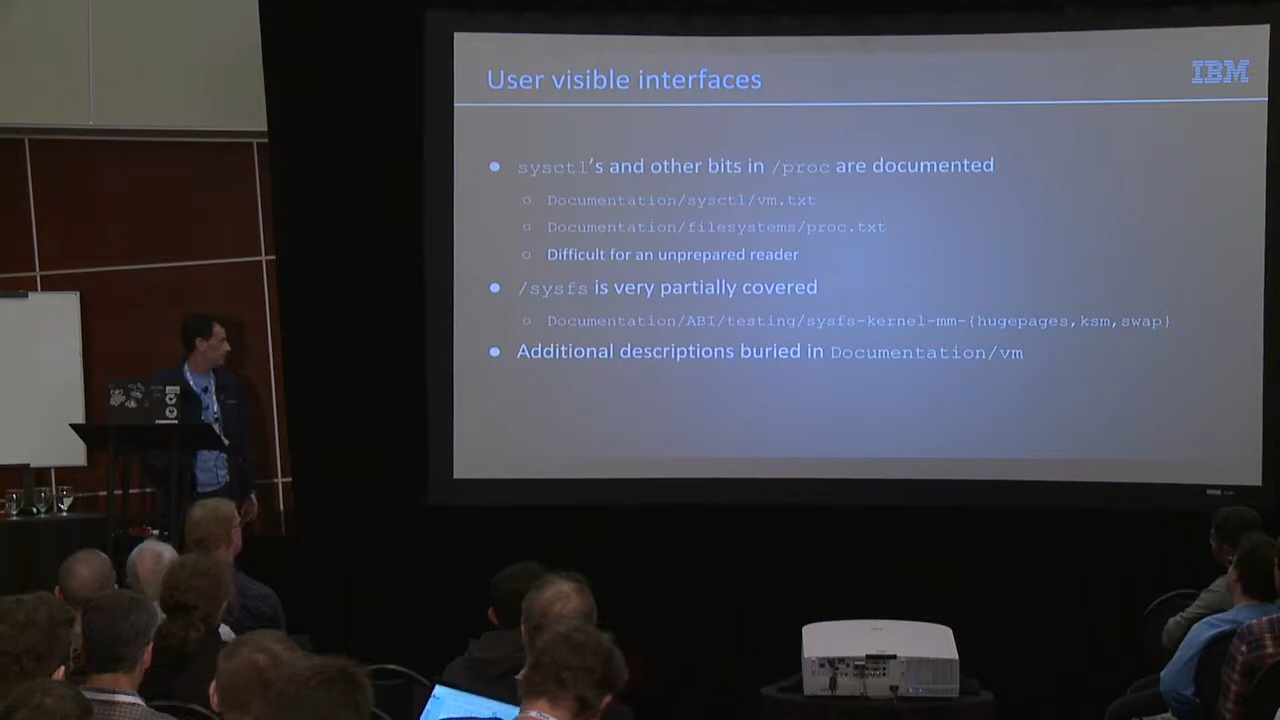 User visible interfaces
IBM
sysctl's and other bits in /proc are documented
Documentation/sysctl/vm.txt
Documentation/filesystems/proc.txt
Difficult for an unprepared reader
/sysfs is very partially covered
Documentation/ABI/testing/sysfs-kernel-mm-{hugepages,ksm,swap}
Additional descriptions buried in Documentation/vm